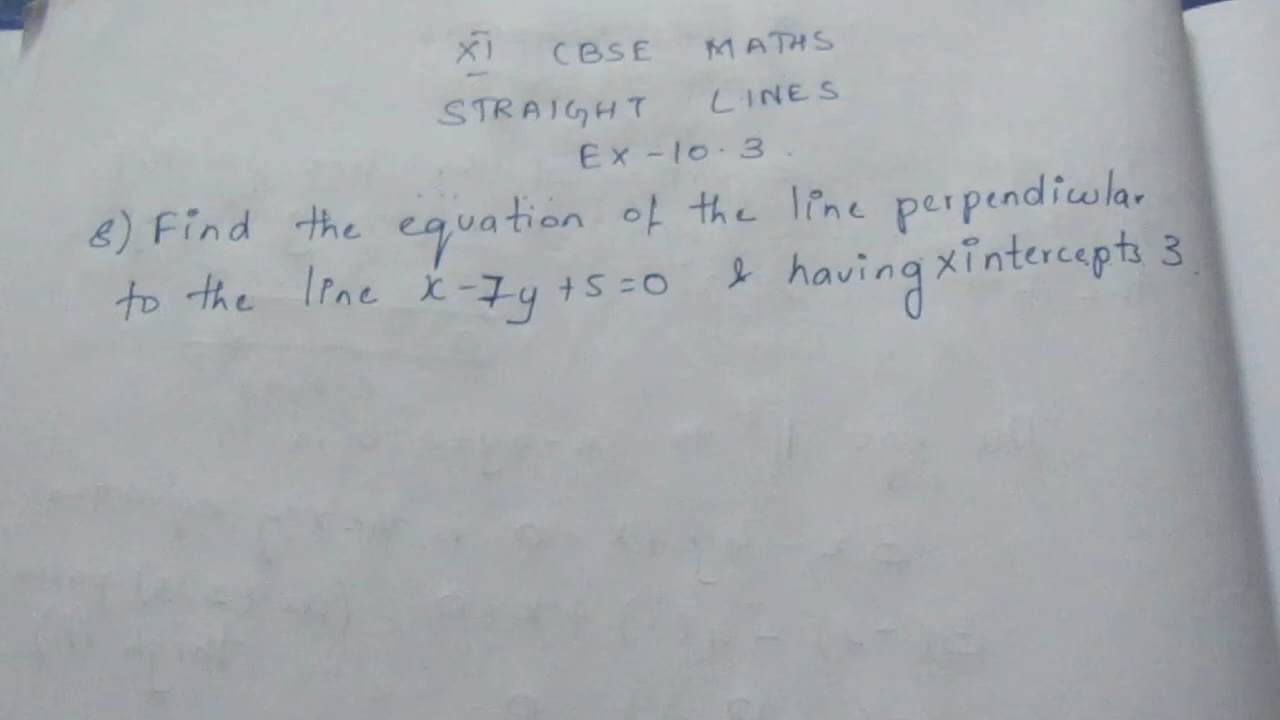 XI CBSE MATHS
STRAIGHT LINES
EX-10.3.
8) Find the equation of the line perpendicular
to the line x-7y+5=0 & having x intercepts 3.